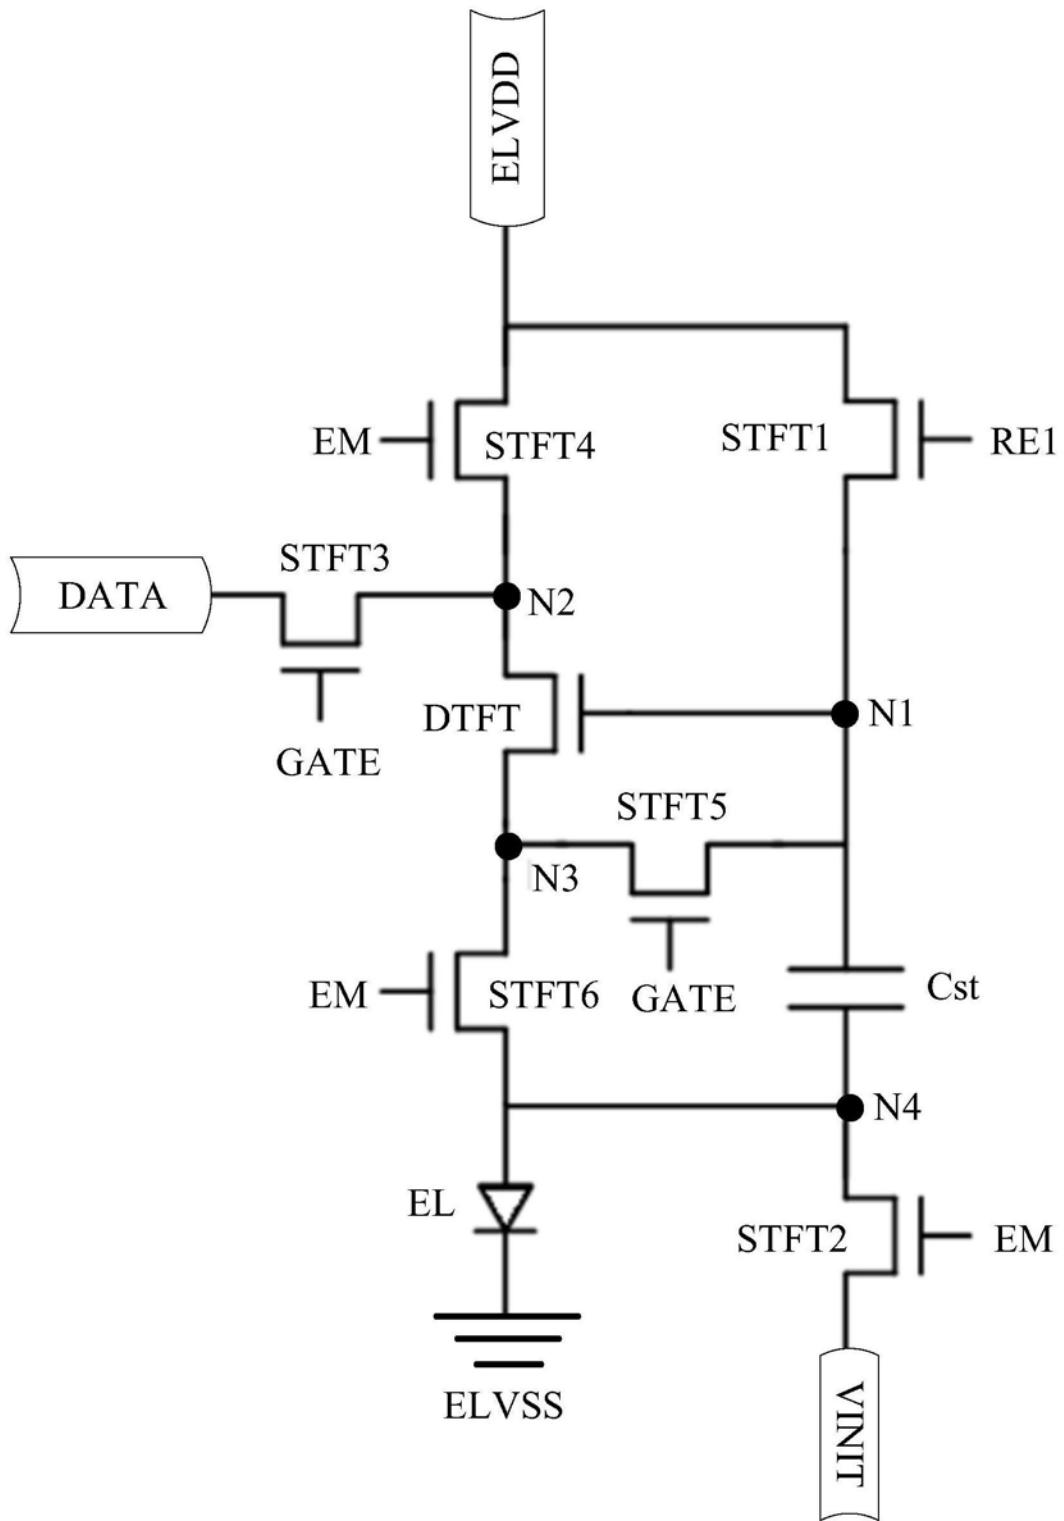 ELVDD
EM
STFT4
STFT1
RE1
STFT3
DATA
N2
GATE
DTFT
N1
STFT5
N3
EM
STFT6
GATE
Cst
N4
EL
STFT2
EM
ELVSS
VINIT